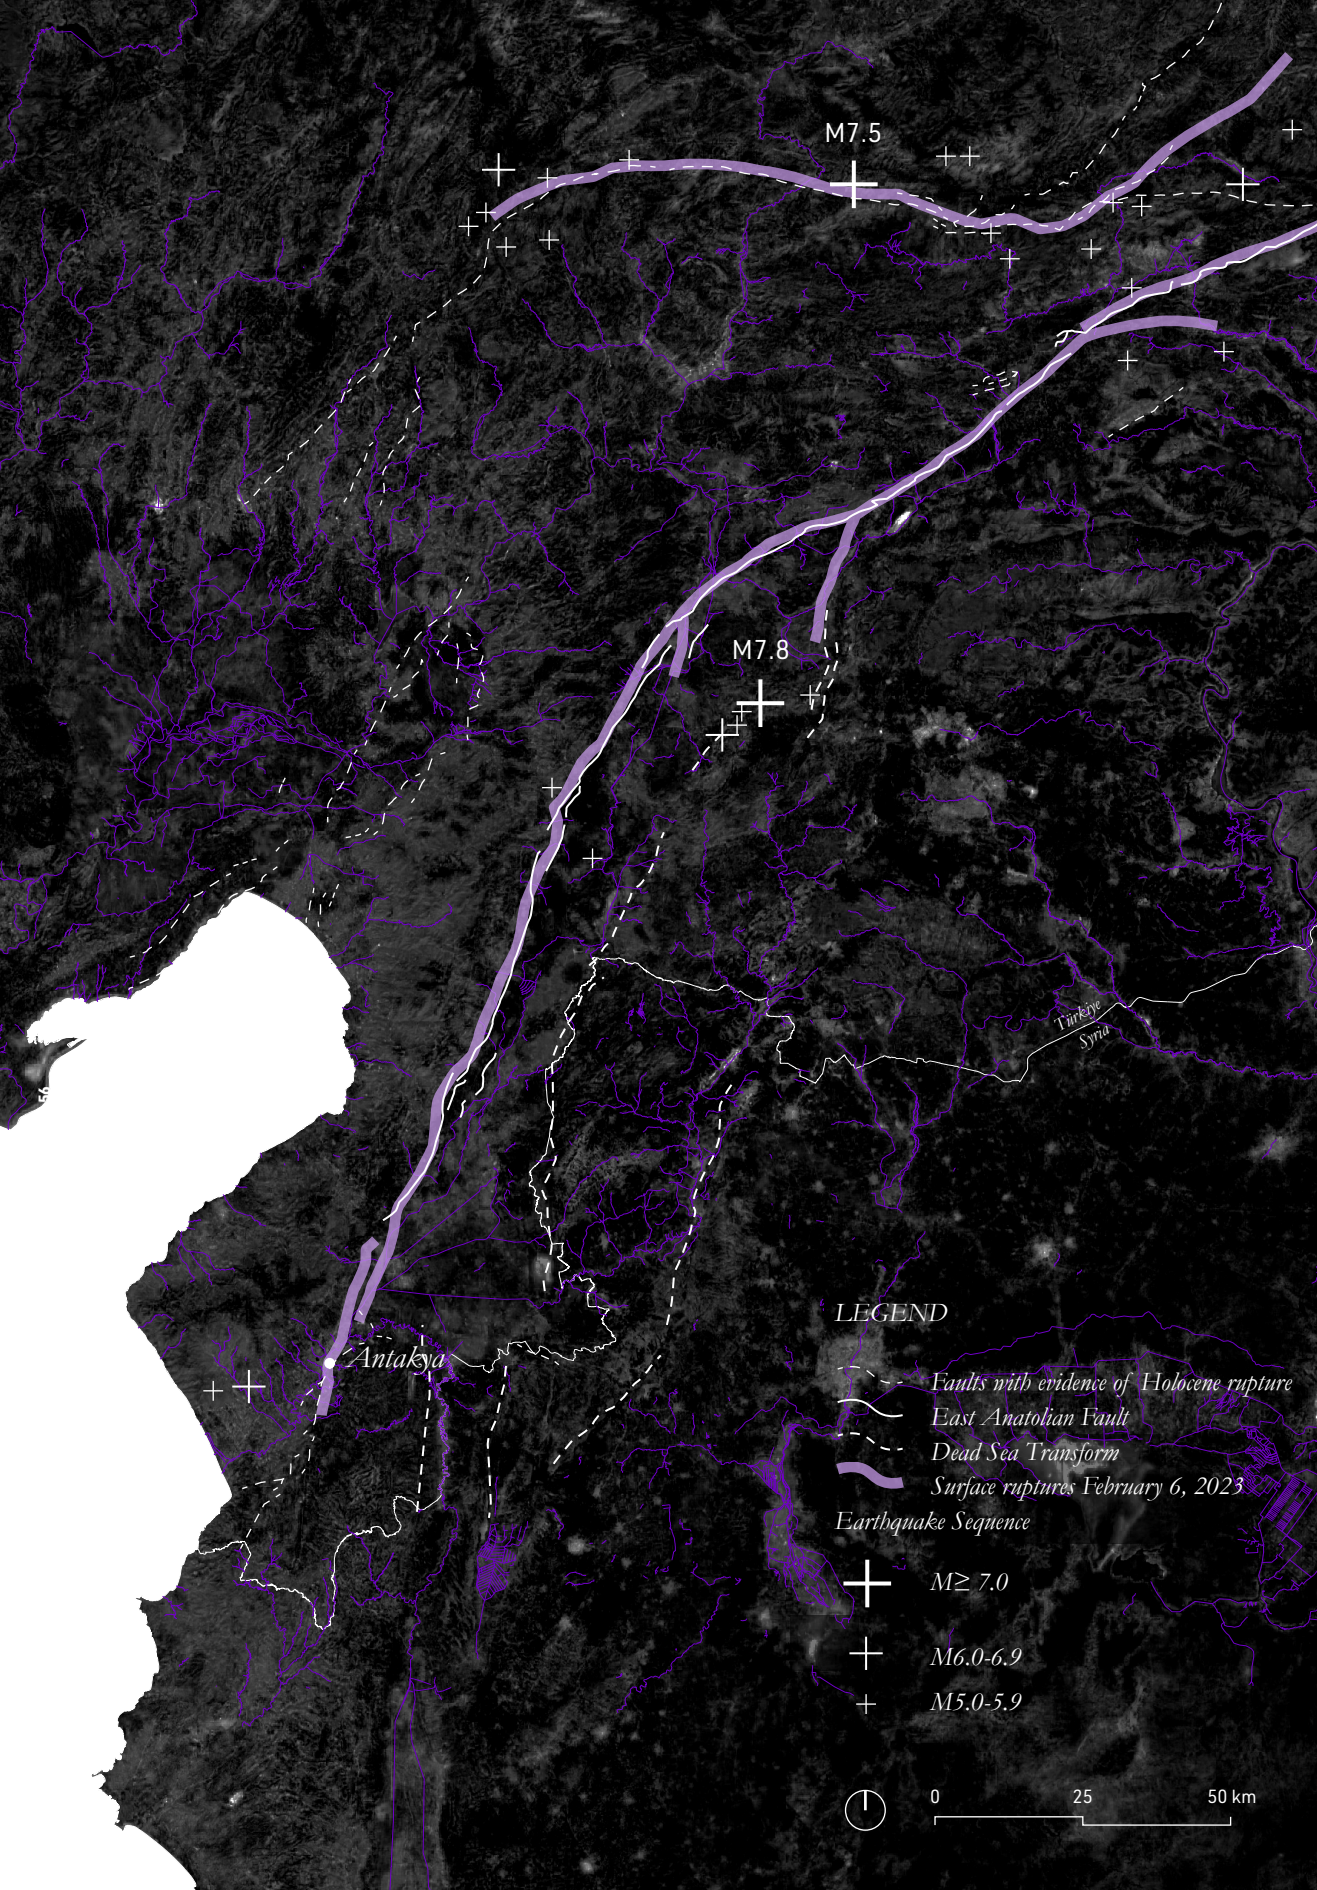 M7.5
M7.8
Türkiye
Syria
Antakya
LEGEND
Faults with evidence of Holocene rupture
East Anatolian Fault
Dead Sea Transform
Surface ruptures February 6, 2023
Earthquake Sequence
M≥ 7.0
M6.0-6.9
M5.0-5.9
0 25 50 km